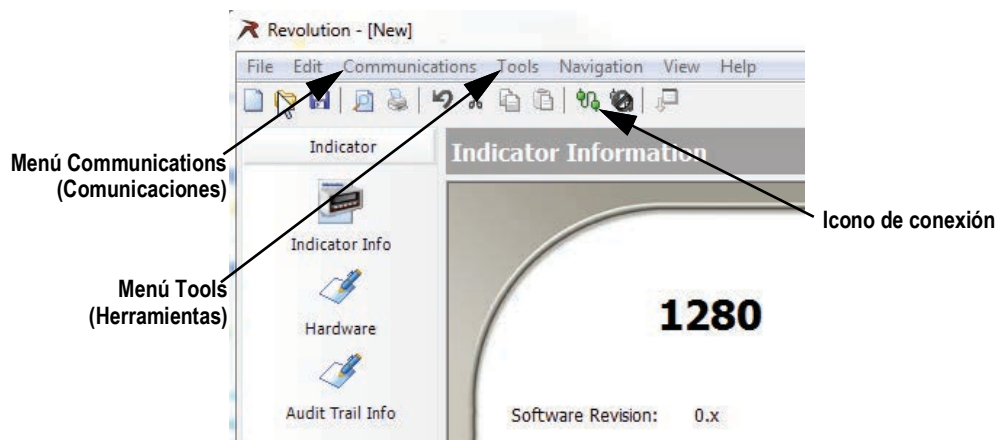 Revolution - [New]
File Edit Communications Tools Navigation View Help
Indicator
Indicator Information
Menú Communications
(Comunicaciones)
Icono de conexión
Indicator Info
Menú Tools
(Herramientas)
1280
Hardware
Audit Trail Info
Software Revision: 0.x